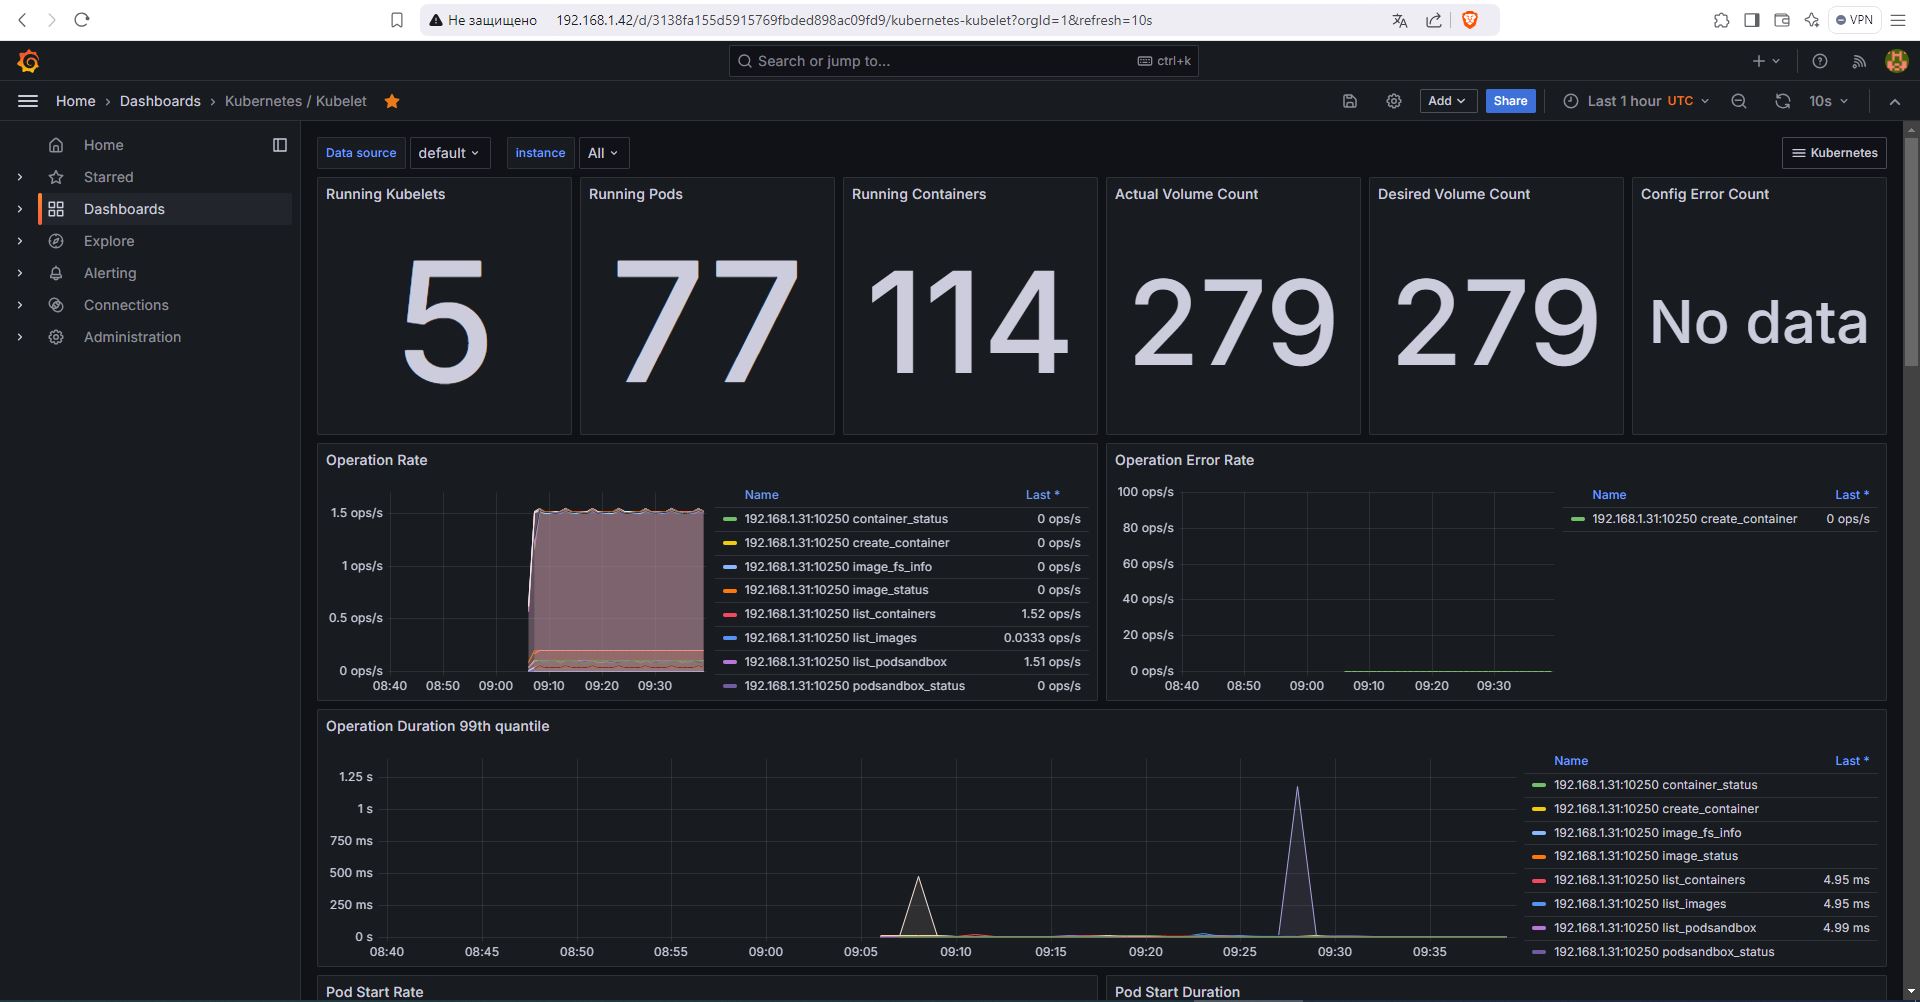 Не защищено 192.168.1.42/d/3138fa155d5915769fbded898ac09fd9/kubernetes-kubelet?orgId=1&refresh=10s
VPN
Search or jump to... ctrl+k
Home › Dashboards › Kubernetes / Kubelet
Add Share Last 1 hour UTC 10s
Home
Starred
Dashboards
Explore
Alerting
Connections
Administration
Data source default instance All Kubernetes
Running Kubelets
5
Running Pods
77
Running Containers
114
Actual Volume Count
279
Desired Volume Count
279
Config Error Count
No data
Operation Rate
1.5 ops/s
1 ops/s
0.5 ops/s
0 ops/s
08:40 08:50 09:00 09:10 09:20 09:30
Name Last *
192.168.1.31:10250 container_status 0 ops/s
192.168.1.31:10250 create_container 0 ops/s
192.168.1.31:10250 image_fs_info 0 ops/s
192.168.1.31:10250 image_status 0 ops/s
192.168.1.31:10250 list_containers 1.52 ops/s
192.168.1.31:10250 list_images 0.0333 ops/s
192.168.1.31:10250 list_podsandbox 1.51 ops/s
192.168.1.31:10250 podsandbox_status 0 ops/s
Operation Error Rate
100 ops/s
80 ops/s
60 ops/s
40 ops/s
20 ops/s
0 ops/s
08:40 08:50 09:00 09:10 09:20 09:30
Name Last *
192.168.1.31:10250 create_container 0 ops/s
Operation Duration 99th quantile
1.25 s
1 s
750 ms
500 ms
250 ms
0 s
08:40 08:45 08:50 08:55 09:00 09:05 09:10 09:15 09:20 09:25 09:30 09:35
Name Last *
192.168.1.31:10250 container_status
192.168.1.31:10250 create_container
192.168.1.31:10250 image_fs_info
192.168.1.31:10250 image_status
192.168.1.31:10250 list_containers 4.95 ms
192.168.1.31:10250 list_images 4.95 ms
192.168.1.31:10250 list_podsandbox 4.99 ms
192.168.1.31:10250 podsandbox_status
Pod Start Rate
Pod Start Duration